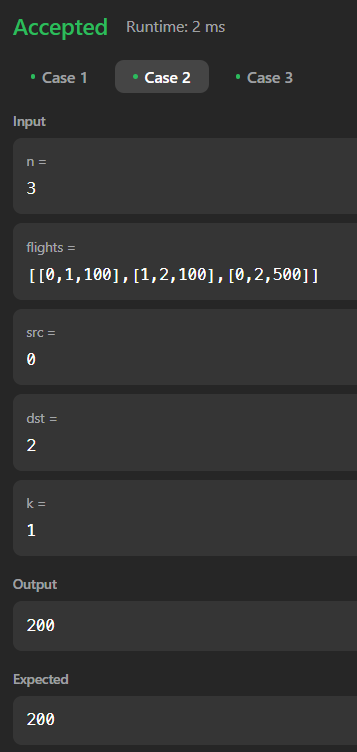 Accepted Runtime: 2 ms
Case 1 Case 2 Case 3
Input
n =
3
flights =
[[0,1,100],[1,2,100],[0,2,500]]
src =
0
dst =
2
k =
1
Output
200
Expected
200